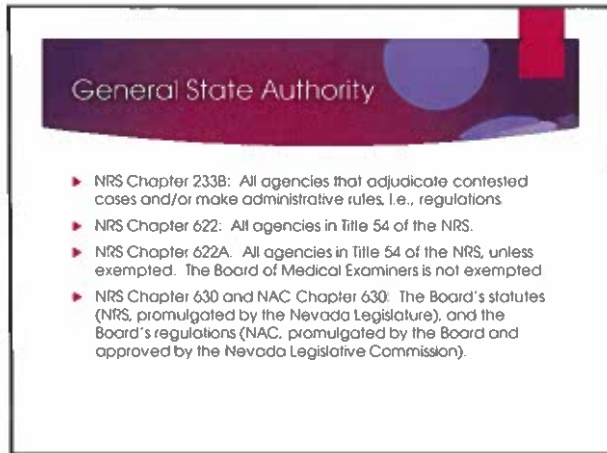 General State Authority
NRS Chapter 233B: All agencies that adjudicate contested
cases and/or make administrative rules, i.e., regulations
NRS Chapter 622: All agencies in Title 54 of the NRS.
NRS Chapter 622A. All agencies in Title 54 of the NRS, unless
exempted. The Board of Medical Examiners is not exempted
NRS Chapter 630 and NAC Chapter 630: The Board's statutes
(NRS, promulgated by the Nevada Legislature), and the
Board's regulations (NAC, promulgated by the Board and
approved by the Nevada Legislative Commission).